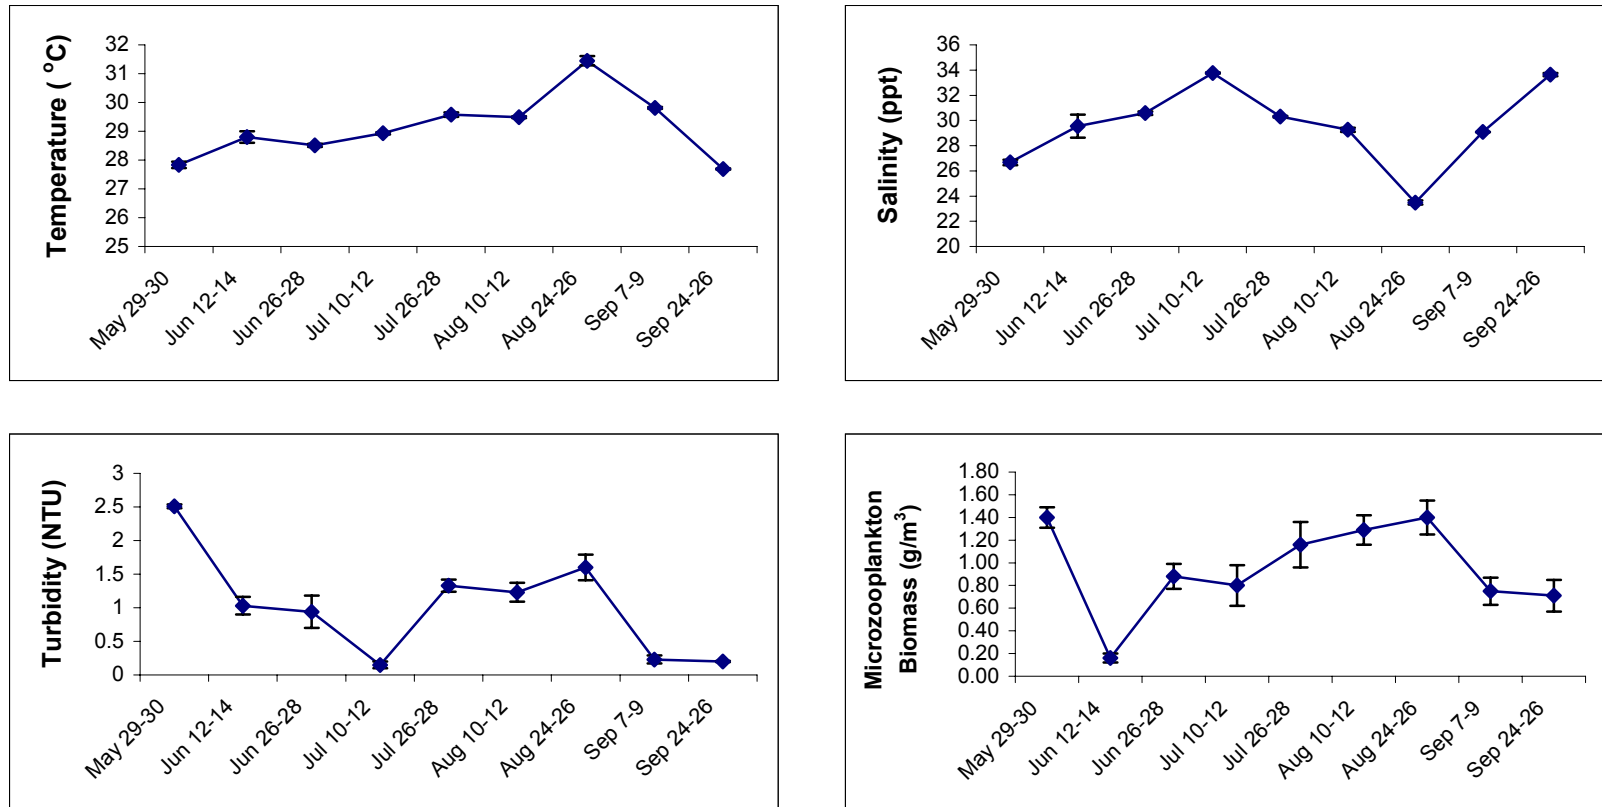 Temperature ( °C)
32
31
30
29
28
27
26
25
May 29-30
Jun 12-14
Jun 26-28
Jul 10-12
Jul 26-28
Aug 10-12
Aug 24-26
Sep 7-9
Sep 24-26
Salinity (ppt)
36
34
32
30
28
26
24
22
20
May 29-30
Jun 12-14
Jun 26-28
Jul 10-12
Jul 26-28
Aug 10-12
Aug 24-26
Sep 7-9
Sep 24-26
Turbidity (NTU)
3
2.5
2
1.5
1
0.5
0
May 29-30
Jun 12-14
Jun 26-28
Jul 10-12
Jul 26-28
Aug 10-12
Aug 24-26
Sep 7-9
Sep 24-26
Microzooplankton
Biomass (g/m³)
1.80
1.60
1.40
1.20
1.00
0.80
0.60
0.40
0.20
0.00
May 29-30
Jun 12-14
Jun 26-28
Jul 10-12
Jul 26-28
Aug 10-12
Aug 24-26
Sep 7-9
Sep 24-26